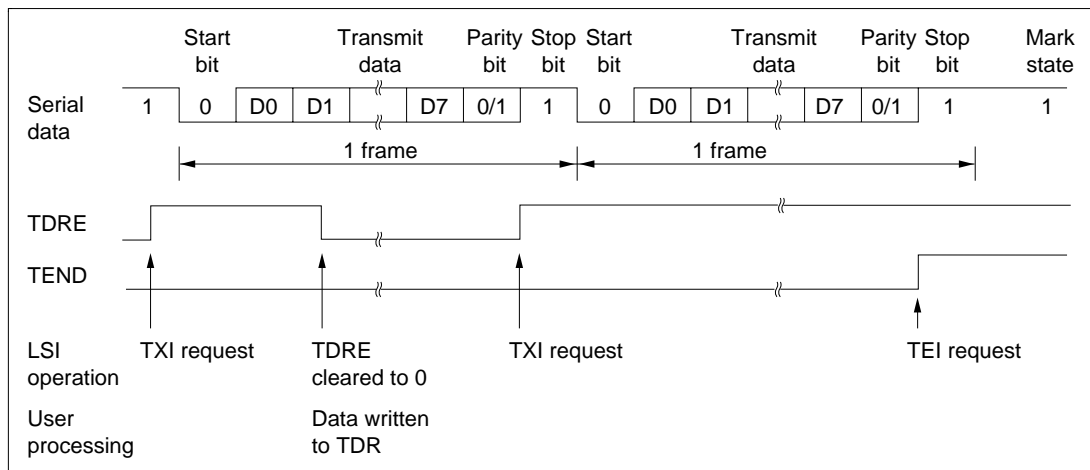 Start bit Transmit data Parity bit Stop bit Start bit Transmit data Parity bit Stop bit Mark state
Serial data 1 0 D0 D1 D7 0/1 1 0 D0 D1 D7 0/1 1 1
1 frame 1 frame
TDRE
TEND
LSI operation TXI request TDRE cleared to 0 TXI request TEI request
User processing Data written to TDR